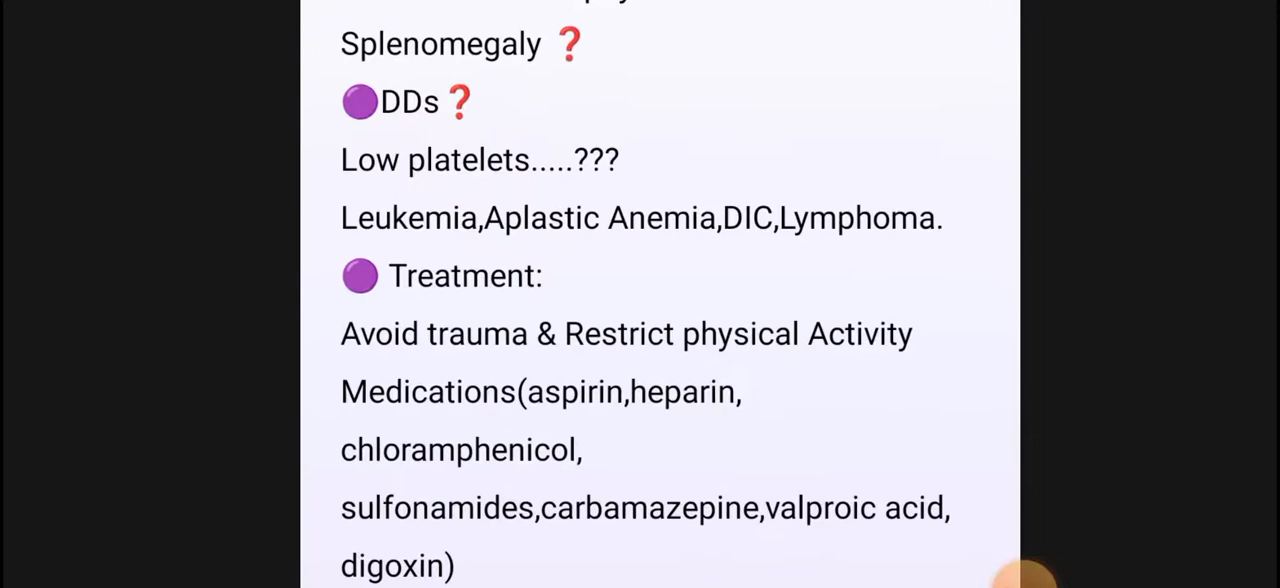 Splenomegaly ❓
🟣DDs❓
Low platelets.....???
Leukemia,Aplastic Anemia,DIC,Lymphoma.
🟣 Treatment:
Avoid trauma & Restrict physical Activity
Medications(aspirin,heparin,
chloramphenicol,
sulfonamides,carbamazepine,valproic acid,
digoxin)